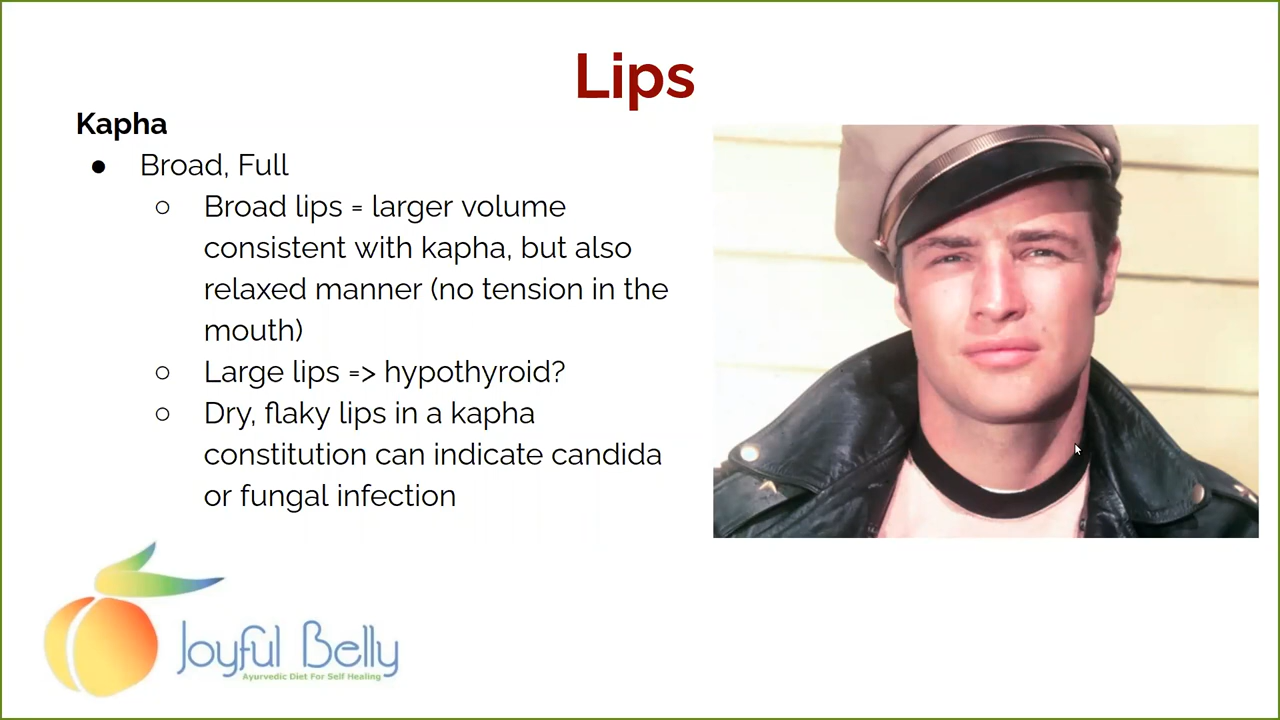 Lips
Kapha
● Broad, Full
○ Broad lips = larger volume
consistent with kapha, but also
relaxed manner (no tension in the
mouth)
○ Large lips => hypothyroid?
○ Dry, flaky lips in a kapha
constitution can indicate candida
or fungal infection
Joyful Belly
Ayurvedic Diet For Self Healing